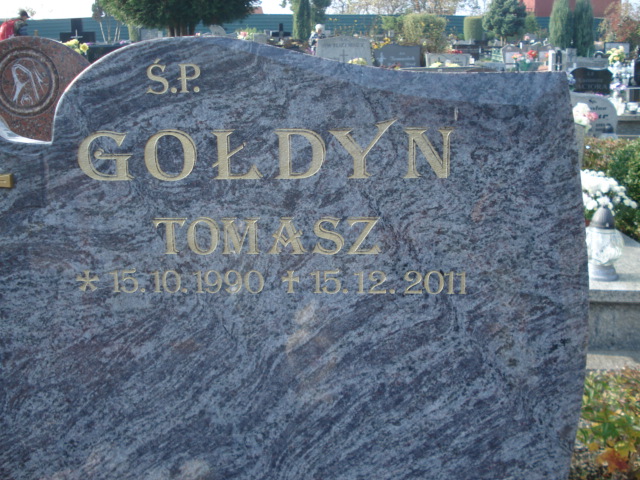 Ś.P.
GOŁDYN
TOMASZ
* 15.10.1990 ✝ 15.12.2011